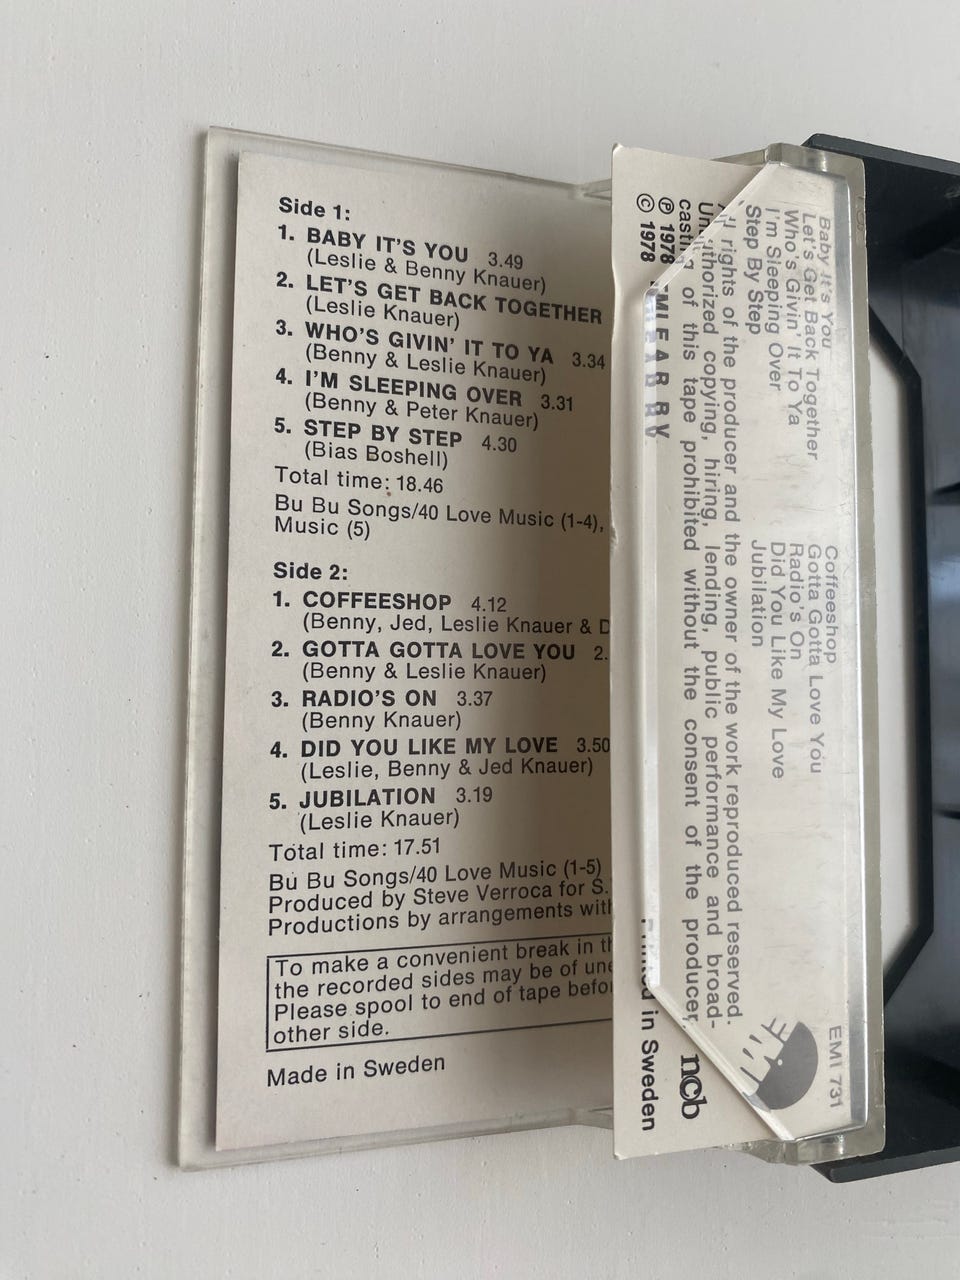 Side 1:
1. BABY IT'S YOU 3.49
(Leslie & Benny Knauer)
2. LET'S GET BACK TOGETHER
(Leslie Knauer)
3. WHO'S GIVIN' IT TO YA 3.34
(Benny & Leslie Knauer)
4. I'M SLEEPING OVER 3.31
(Benny & Peter Knauer)
5. STEP BY STEP 4.30
(Bias Boshell)
Total time: 18.46
Bu Bu Songs/40 Love Music (1-4),
Music (5)
Side 2:
1. COFFEESHOP 4.12
(Benny, Jed, Leslie Knauer &
2. GOTTA GOTTA LOVE YOU 2.
(Benny & Leslie Knauer)
3. RADIO'S ON 3.37
(Benny Knauer)
4. DID YOU LIKE MY LOVE 3.50
(Leslie, Benny & Jed Knauer)
5. JUBILATION 3.19
(Leslie Knauer)
Total time: 17.51
Bu Bu Songs/40 Love Music (1-5)
Produced by Steve Verroca for S.
Productions by arrangements with
To make a convenient break in
the recorded sides may be of
Please spool to end of tape
other side.
Made in Sweden
Baby It's You
Let's Get Back Together
Who's Givin' It To Ya
I'm Sleeping Over
Step By Step
Coffeeshop
Gotta Gotta Love You
Radio's On
Did You Like My Love
Jubilation
EMI 731
All rights of the producer and the owner of the work reproduced reserved.
Unauthorized copying, hiring, lending, public performance and broad-
casting of this tape prohibited without the consent of the producer.
℗ 1978
© 1978
ncb
Printed in Sweden